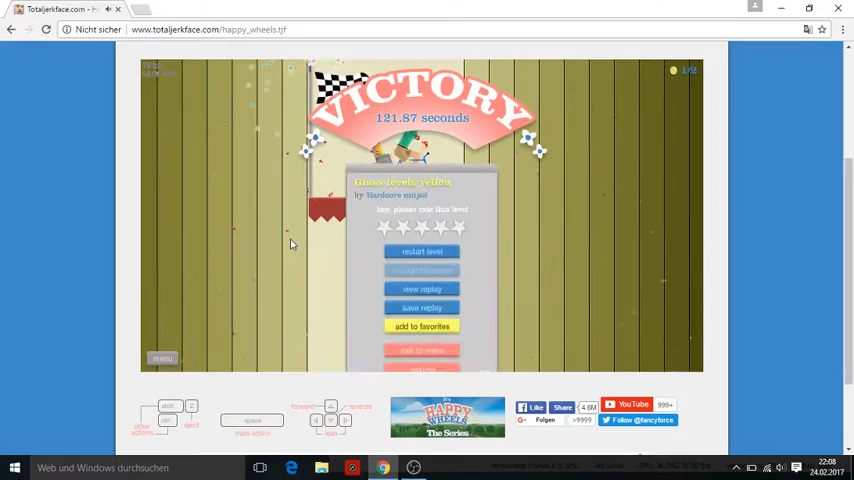 Totaljerkface.com - H
Nicht sicher
www.totaljerkface.com/happy_wheels.tjf
1/2
VICTORY
121.87 seconds
Glass levels yellow
by Hardcore ninja3
hey, please rate this level
restart level
view replay
save replay
add to favorites
exit to menu
menu
shift
Z
ctrl
eject
other
actions
space
main action
forward
reverse
lean
It's
HAPPY
WHEELS
The Series
Like
Share
4.6M
YouTube
999+
G+ Folgen
>9999
Follow @fancyforce
Web und Windows durchsuchen
22:08
24.02.2017